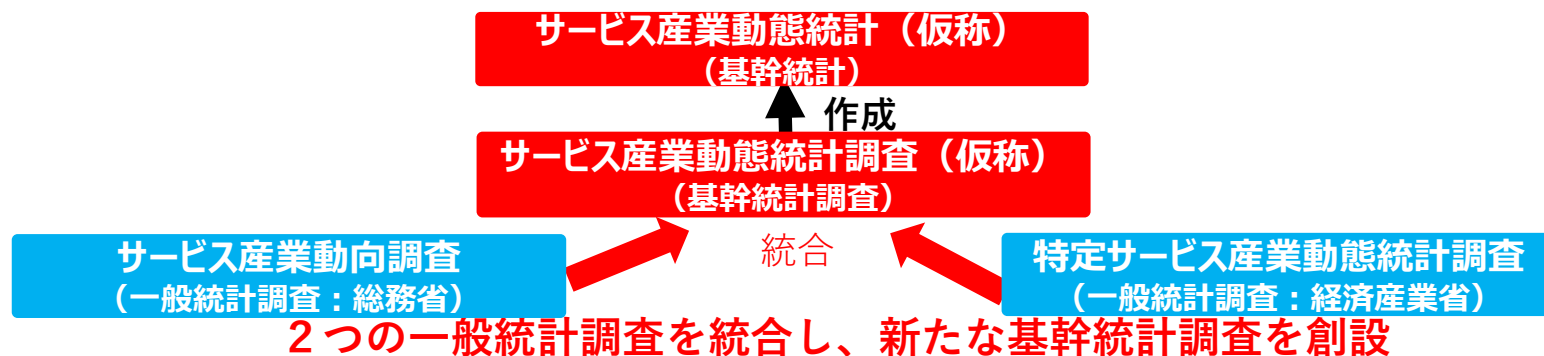 サービス産業動態統計（仮称）
（基幹統計）
作成
サービス産業動態統計調査（仮称）
（基幹統計調査）
統合
サービス産業動向調査
（一般統計調査：総務省）
特定サービス産業動態統計調査
（一般統計調査：経済産業省）
２つの一般統計調査を統合し、新たな基幹統計調査を創設